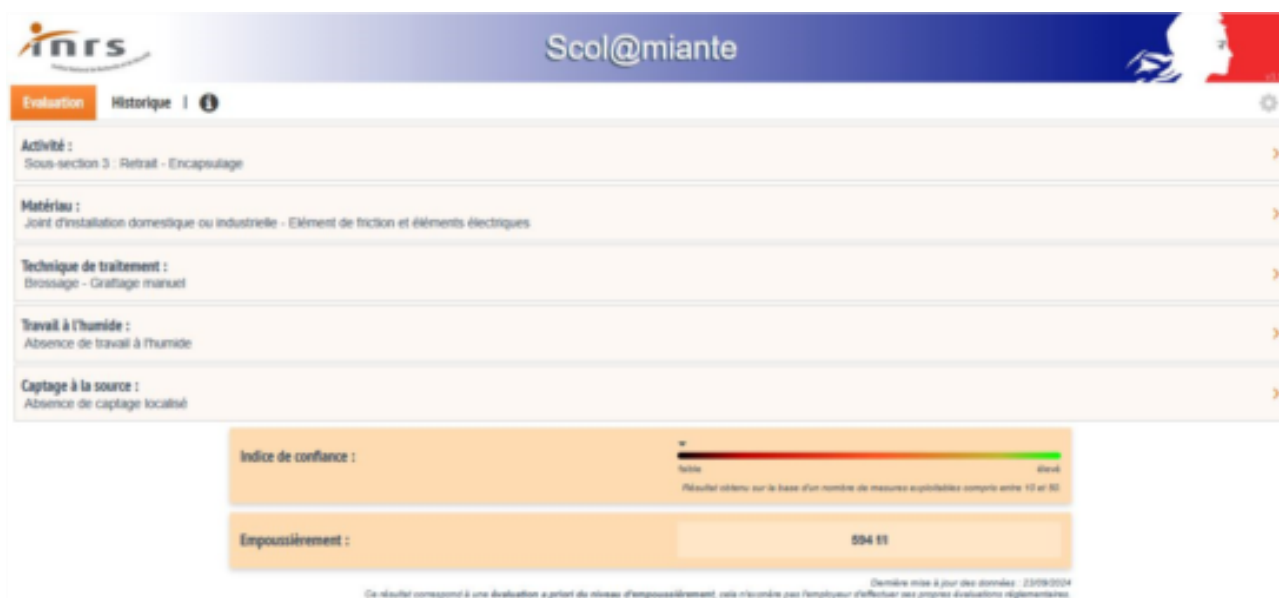 inrs
Scol@miante
Evaluation Historique |
Activité :
Sous-section 3 : Retrait - Encapsulage
Matériau :
Joint d'installation domestique ou industrielle - Elément de friction et éléments électriques
Technique de traitement :
Brossage - Grattage manuel
Travail à l'humide :
Absence de travail à l'humide
Captage à la source :
Absence de captage localisé
Indice de confiance :
faible élevé
Résultat obtenu sur la base d'un nombre de mesures exploitables compris entre 10 et
Empoussièrement :
594
Dernière mise à jour des données : 23/09/2024
Ce résultat correspond à une évaluation a priori du niveau d'empoussièrement, cela n'exonère pas l'employeur d'effectuer ses propres évaluations réglementaires.